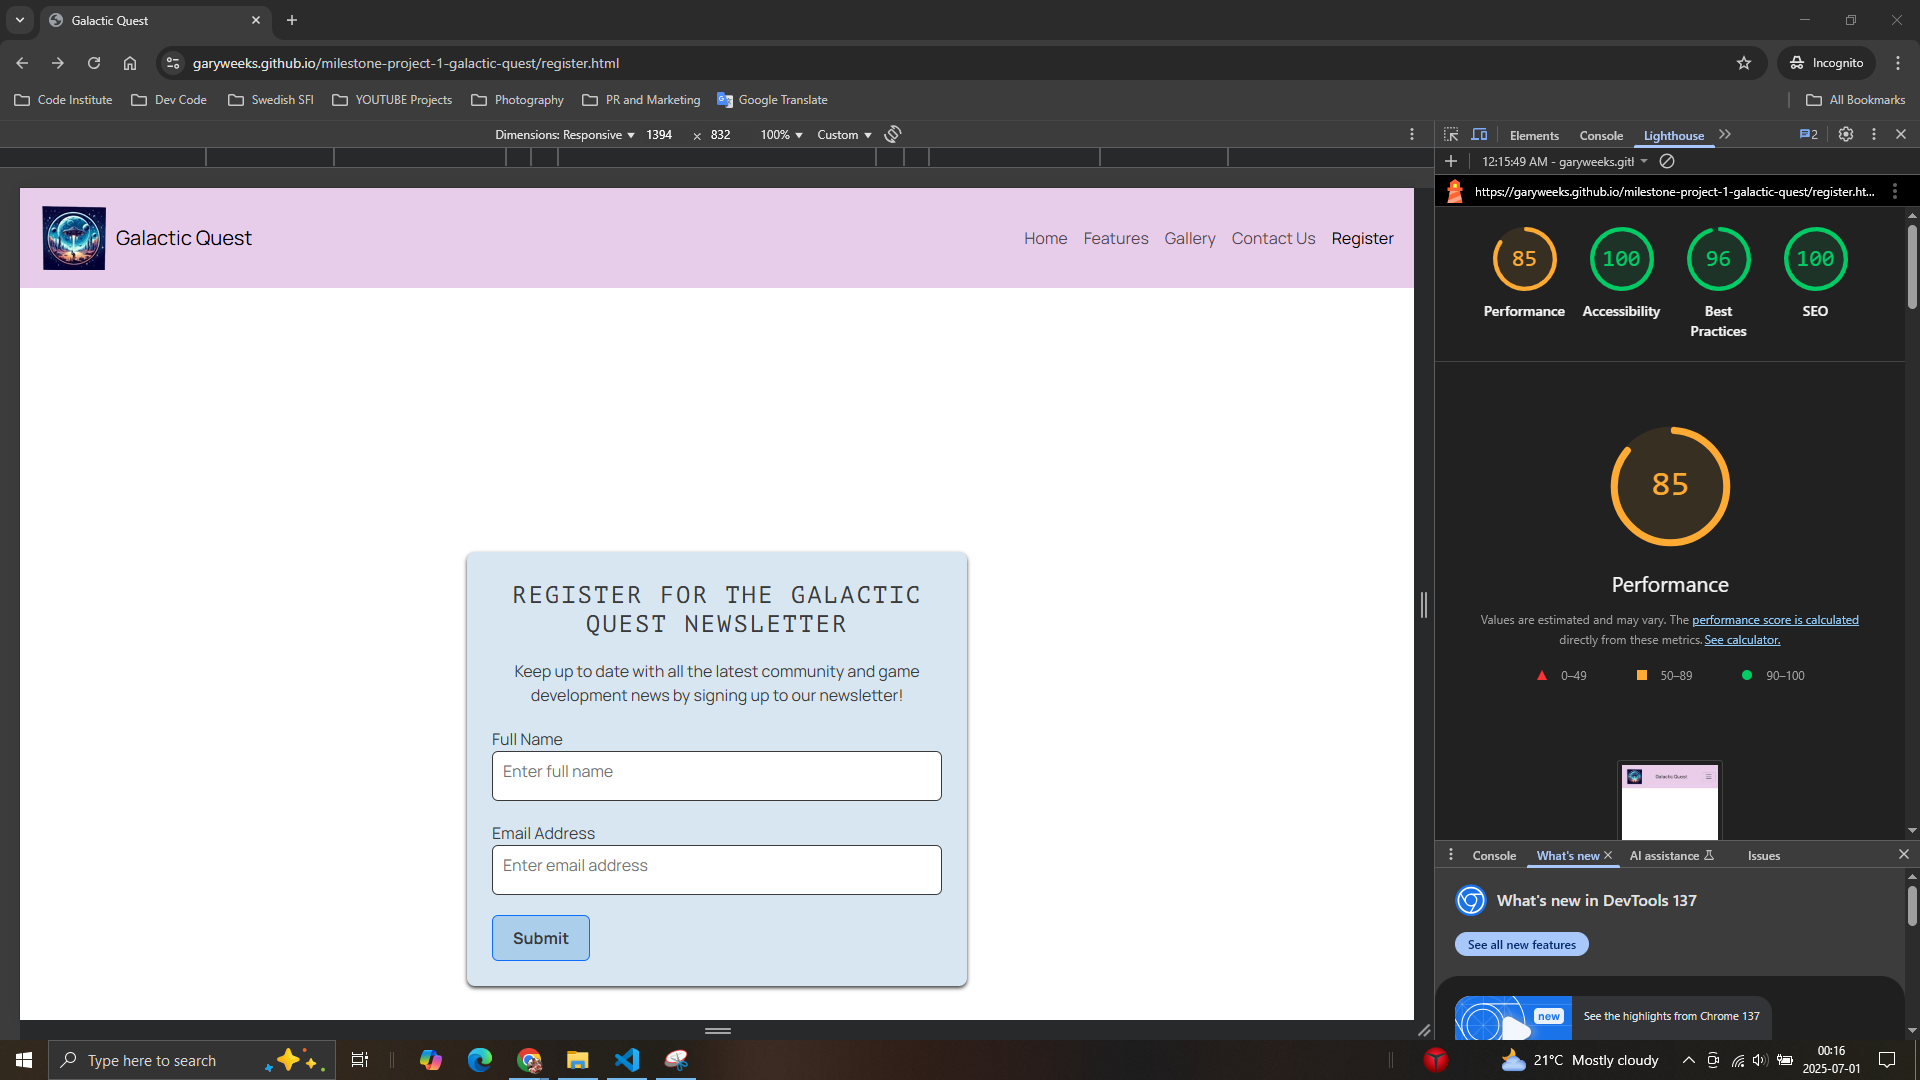 Galactic Quest
garyweeks.github.io/milestone-project-1-galactic-quest/register.html
Incognito
Code Institute
Dev Code
Swedish SFI
YOUTUBE Projects
Photography
PR and Marketing
Google Translate
All Bookmarks
Dimensions: Responsive 1394 × 832 100% Custom
Elements Console Lighthouse 2
12:15:49 AM - garyweeks.gitl
https://garyweeks.github.io/milestone-project-1-galactic-quest/register.ht...
Galactic Quest
Home Features Gallery Contact Us Register
REGISTER FOR THE GALACTIC
QUEST NEWSLETTER
Keep up to date with all the latest community and game
development news by signing up to our newsletter!
Full Name
Enter full name
Email Address
Enter email address
Submit
85 100 96 100
Performance Accessibility Best
Practices SEO
85
Performance
Values are estimated and may vary. The performance score is calculated
directly from these metrics. See calculator.
0–49 50–89 90–100
Galactic Quest
Console What's new AI assistance Issues
What's new in DevTools 137
See all new features
new
See the highlights from Chrome 137
Type here to search
21°C Mostly cloudy
00:16
2025-07-01